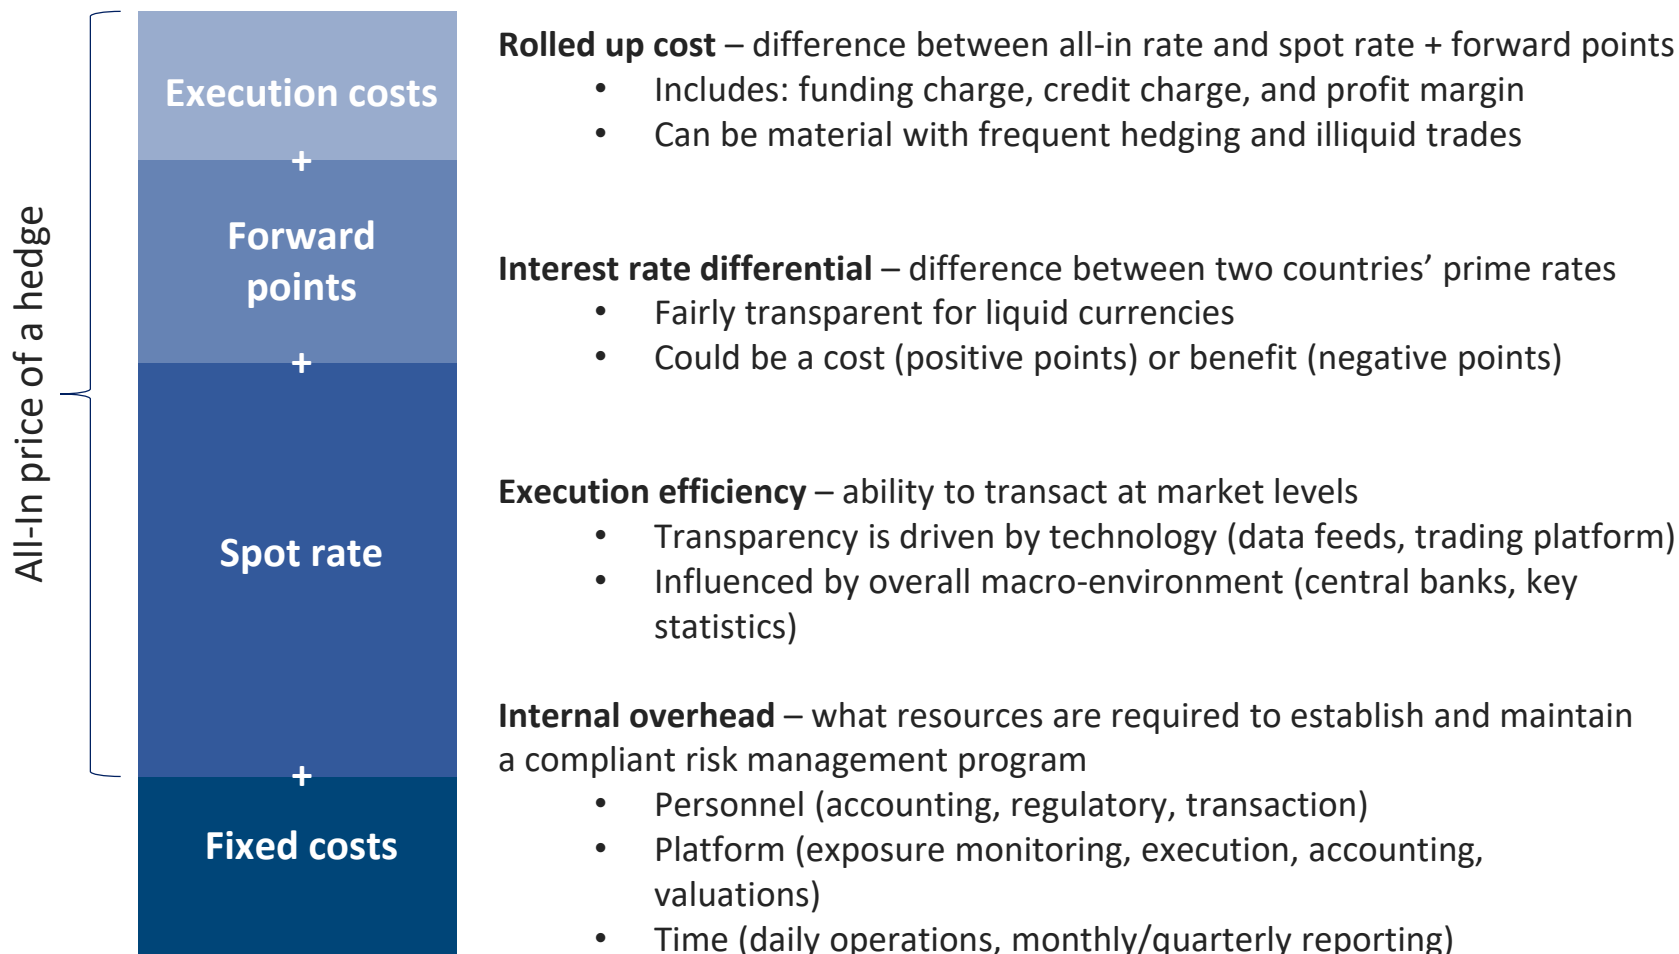 All-In price of a hedge
Execution costs
+
Forward
points
+
Spot rate
+
Fixed costs
Rolled up cost – difference between all-in rate and spot rate + forward points
• Includes: funding charge, credit charge, and profit margin
• Can be material with frequent hedging and illiquid trades
Interest rate differential – difference between two countries’ prime rates
• Fairly transparent for liquid currencies
• Could be a cost (positive points) or benefit (negative points)
Execution efficiency – ability to transact at market levels
• Transparency is driven by technology (data feeds, trading platform)
• Influenced by overall macro-environment (central banks, key
statistics)
Internal overhead – what resources are required to establish and maintain
a compliant risk management program
• Personnel (accounting, regulatory, transaction)
• Platform (exposure monitoring, execution, accounting,
valuations)
• Time (daily operations, monthly/quarterly reporting)